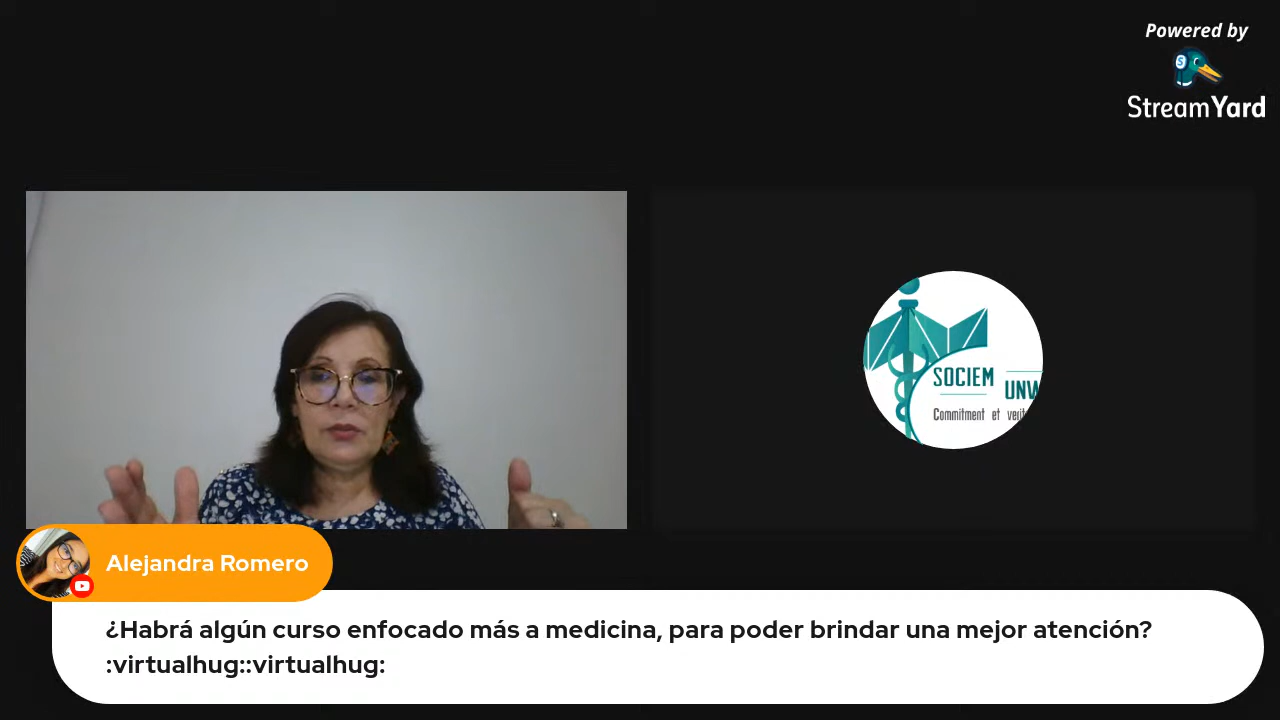 Powered by
StreamYard
SOCIEM
Commitment et
Alejandra Romero
¿Habrá algún curso enfocado más a medicina, para poder brindar una mejor atención?
:virtualhug::virtualhug: